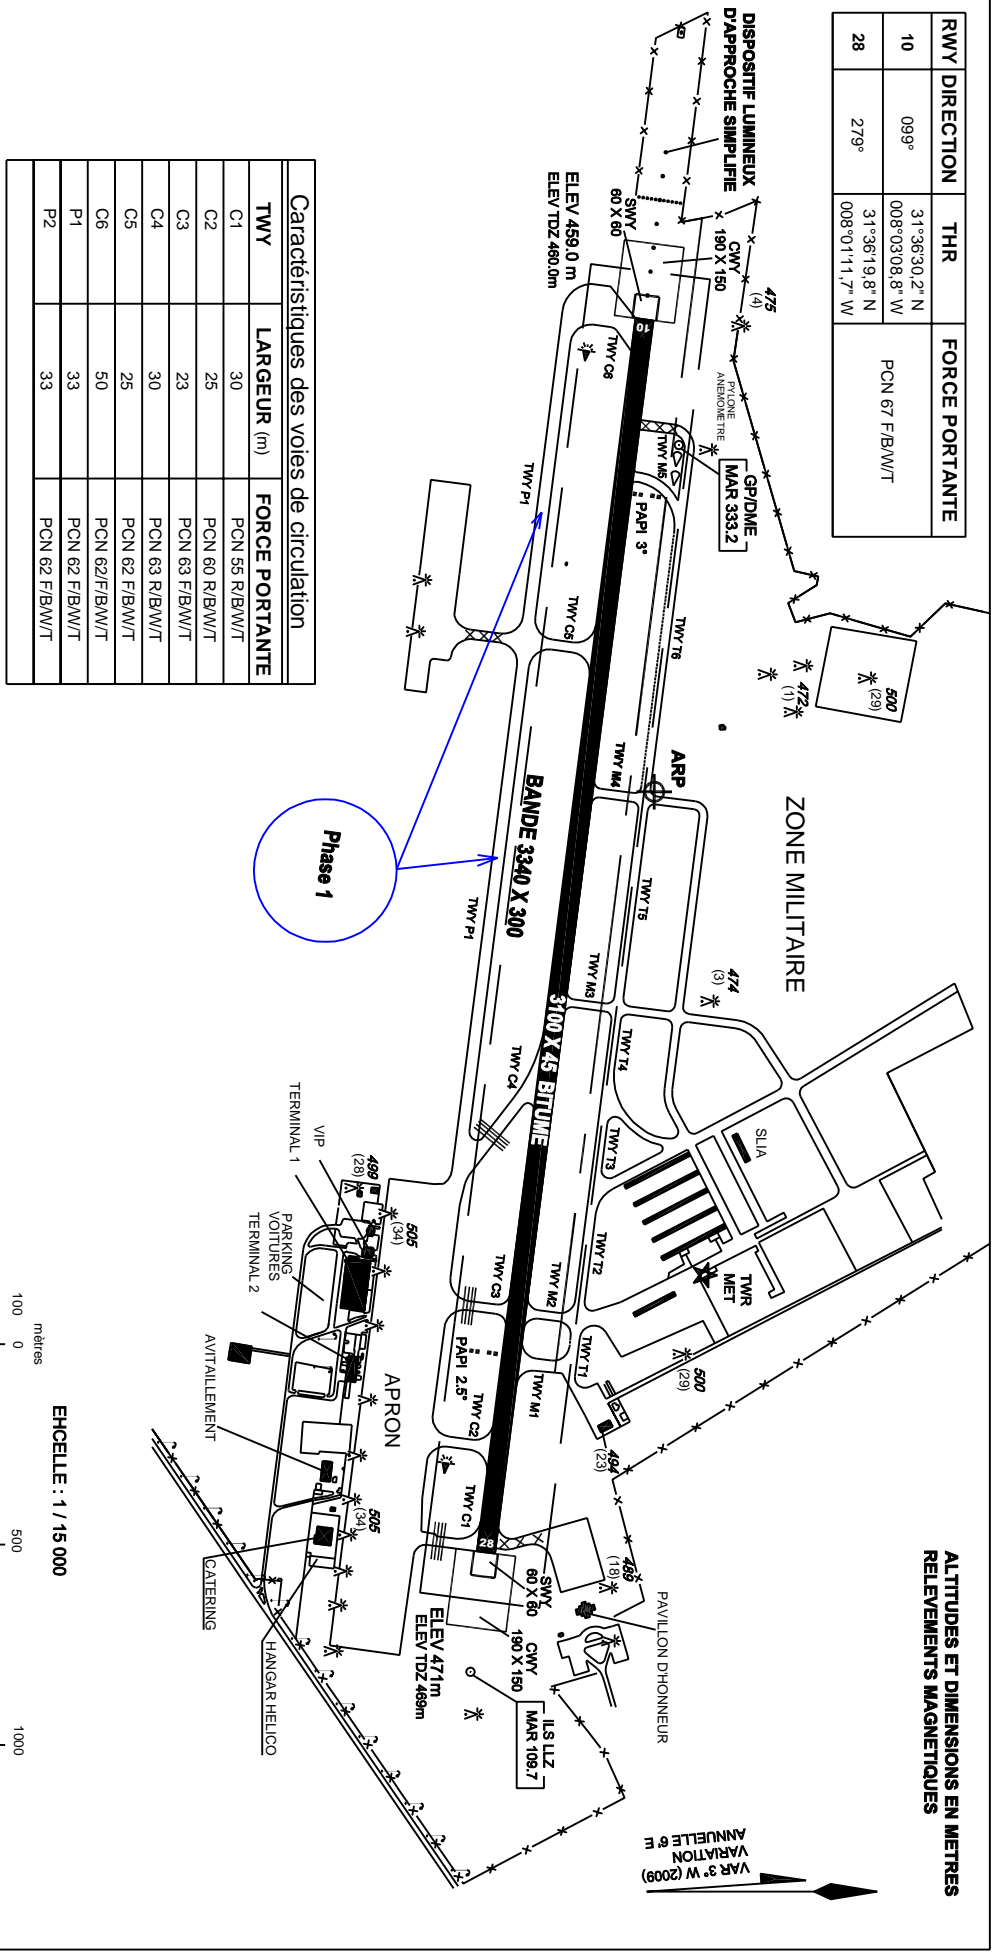 ALTITUDES ET DIMENSIONS EN METRES
RELEVEMENTS MAGNETIQUES
RWY DIRECTION THR FORCE PORTANTE
10 099° 31°36'30,2" N
008°03'08,8" W
PCN 67 F/B/W/T
28 279° 31°36'19,8" N
008°01'11,7" W
VAR 3° W (2009)
VARIATION
ANNUELLE 6' E
DISPOSITIF LUMINEUX
D'APPROCHE SIMPLIFIE
475
(4)
PYLONE
ANEMOMETRE
GP/DME
MAR 333.2
500
(29)
472
(1)
ZONE MILITAIRE
474
(3)
SLIA
TWR
MET
500
(29)
494
(23)
489
(18)
PAVILLON D'HONNEUR
ILS LLZ
MAR 109.7
CWY
190 X 150
SWY
60 X 60
ELEV 459.0 m
ELEV TDZ 460.0m
10
TWY C6
TWY M5
PAPI 3°
TWY T6
ARP
TWY M4
TWY T5
TWY M3
TWY T4
TWY T3
TWY T2
TWY M2
TWY T1
TWY M1
TWY P1
TWY C5
BANDE 3340 X 300
3100 X 45 BITUME
TWY P1
TWY C4
TWY C3
PAPI 2.5°
TWY C2
TWY C1
28
SWY
60 X 60
CWY
190 X 150
ELEV 471m
ELEV TDZ 469m
Phase 1
APRON
499
(28)
505
(34)
505
(34)
VIP
TERMINAL 1
PARKING
VOITURES
TERMINAL 2
AVITAILLEMENT
CATERING
HANGAR HELICO
Caractéristiques des voies de circulation
TWY LARGEUR (m) FORCE PORTANTE
C1 30 PCN 55 R/B/W/T
C2 25 PCN 60 R/B/W/T
C3 23 PCN 63 F/B/W/T
C4 30 PCN 63 R/B/W/T
C5 25 PCN 62 F/B/W/T
C6 50 PCN 62/F/B/W/T
P1 33 PCN 62 F/B/W/T
P2 33 PCN 62 F/B/W/T
EHCELLE : 1 / 15 000
mètres
100 0 500 1000